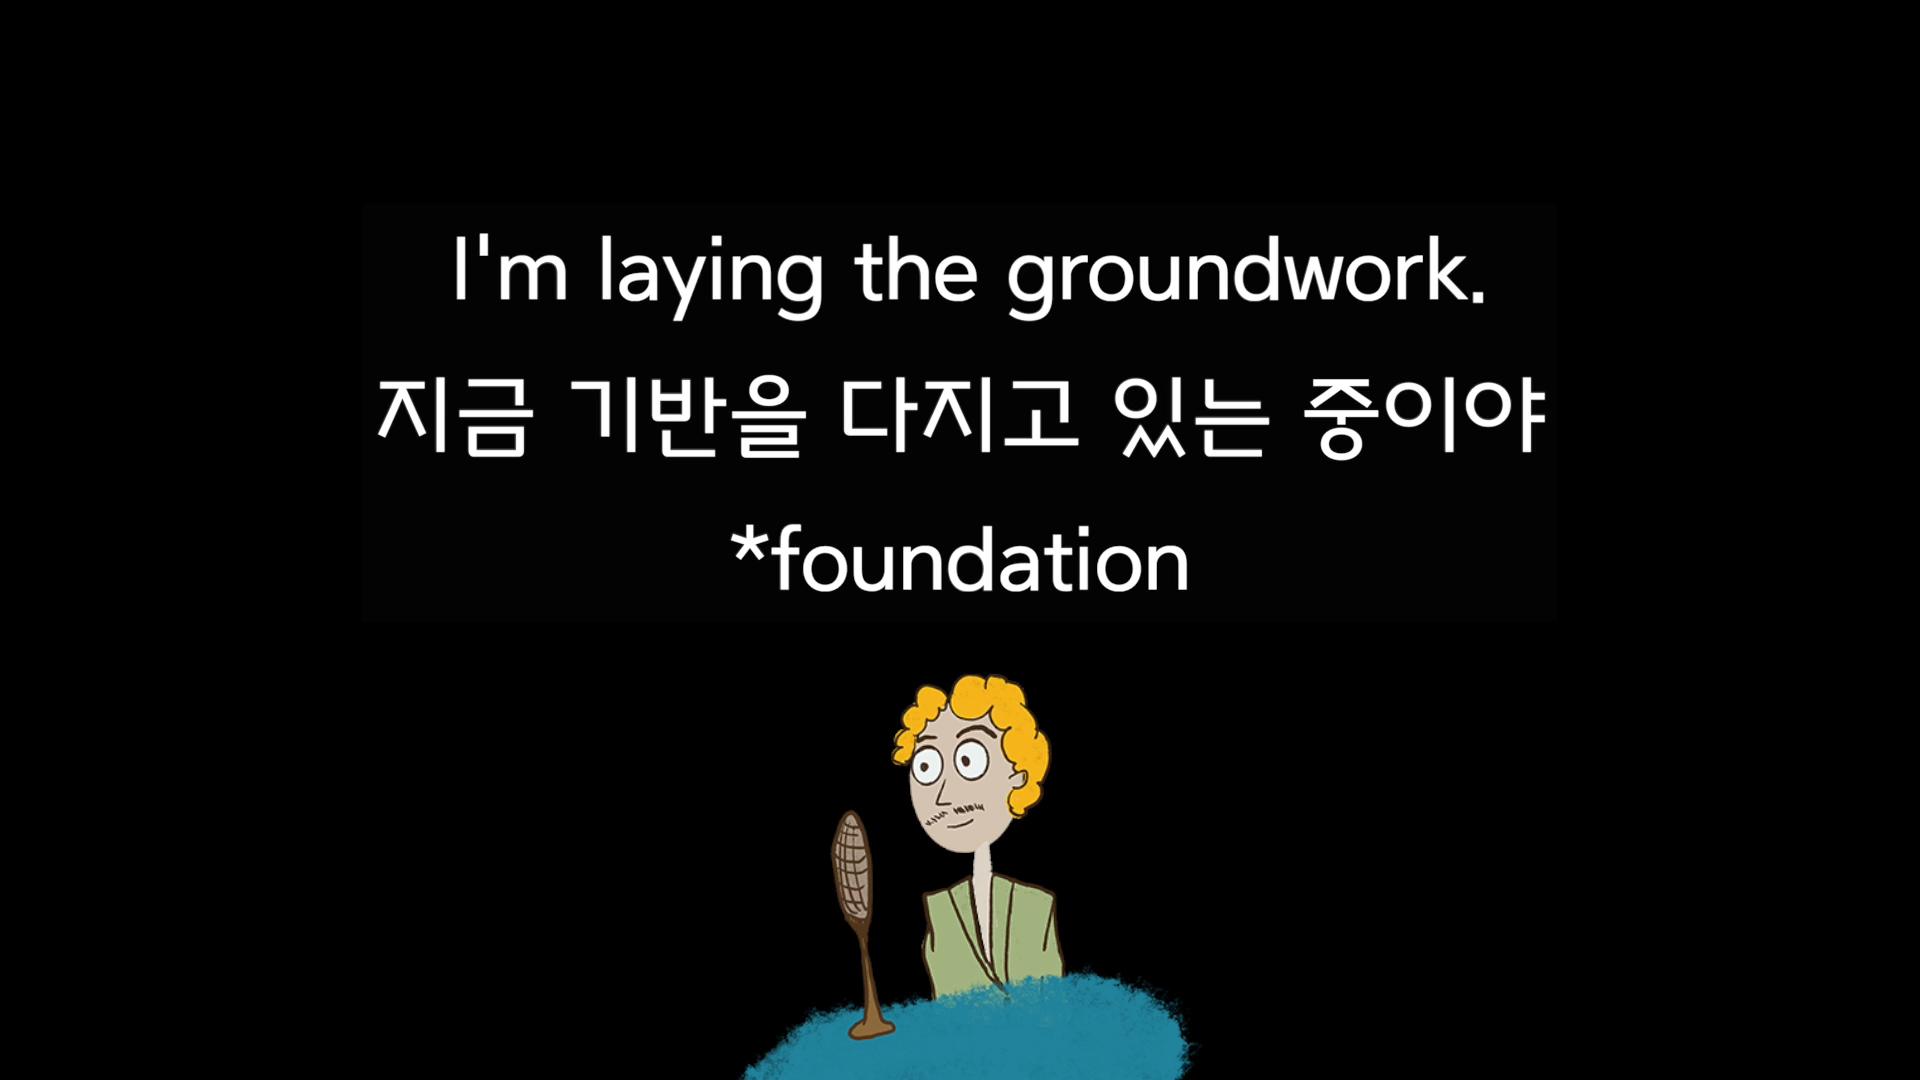 I'm laying the groundwork.
지금 기반을 다지고 있는 중이야
*foundation